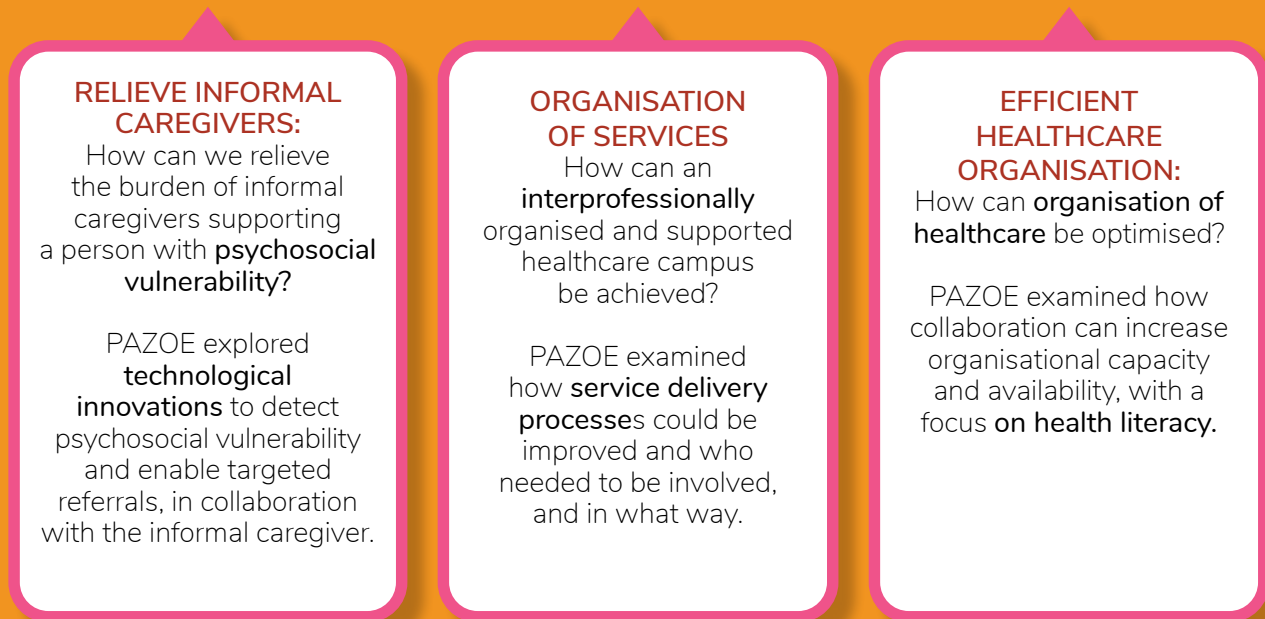 RELIEVE INFORMAL
CAREGIVERS:
How can we relieve
the burden of informal
caregivers supporting
a person with psychosocial
vulnerability?
PAZOE explored
technological
innovations to detect
psychosocial vulnerability
and enable targeted
referrals, in collaboration
with the informal caregiver.
ORGANISATION
OF SERVICES
How can an
interprofessionally
organised and supported
healthcare campus
be achieved?
PAZOE examined
how service delivery
processes could be
improved and who
needed to be involved,
and in what way.
EFFICIENT
HEALTHCARE
ORGANISATION:
How can organisation of
healthcare be optimised?
PAZOE examined how
collaboration can increase
organisational capacity
and availability, with a
focus on health literacy.